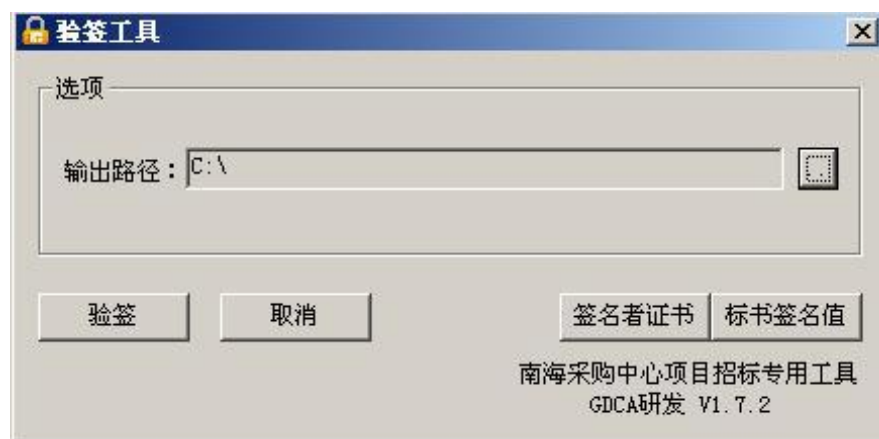 验签工具
选项
输出路径：C:\
验签 取消 签名者证书 标书签名值
南海采购中心项目招标专用工具
GDCA研发 V1.7.2